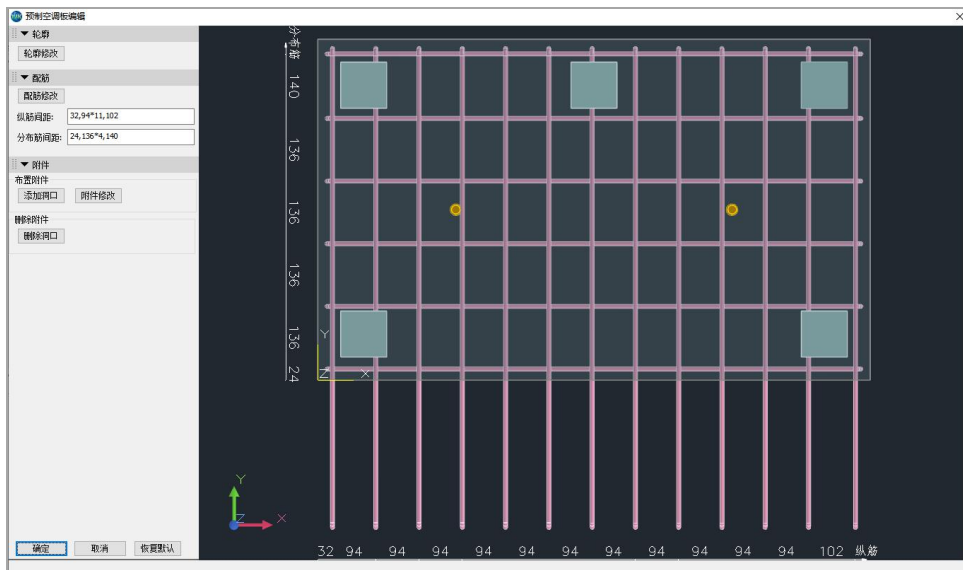 预制空调板编辑
轮廓
轮廓修改
配筋
配筋修改
纵筋间距: 32,94*11,102
分布筋间距: 24,136*4,140
附件
布置附件
添加洞口 附件修改
删除附件
删除洞口
确定 取消 恢复默认
分布筋
140
136
136
136
136
24
Y
Z X
Y
Z X
32 94 94 94 94 94 94 94 94 94 94 94 102 纵筋